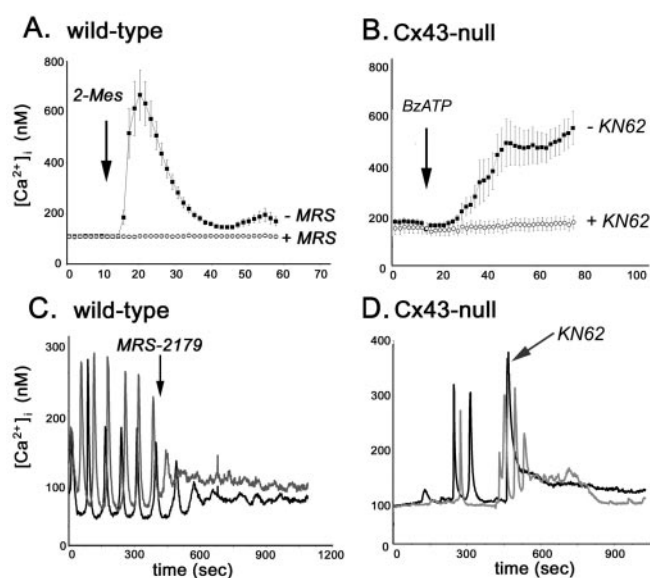 A. wild-type
B. Cx43-null
[Ca2+]i (nM)
800
600
400
200
0
2-Mes
- MRS
+ MRS
0 10 20 30 40 50 60 70
800
600
400
200
0
BzATP
- KN62
+ KN62
0 20 40 60 80 100
C. wild-type
D. Cx43-null
[Ca2+]i (nM)
300
200
100
0
MRS-2179
0 300 600 900 1200
time (sec)
400
300
200
100
0
KN62
0 300 600 900
time (sec)